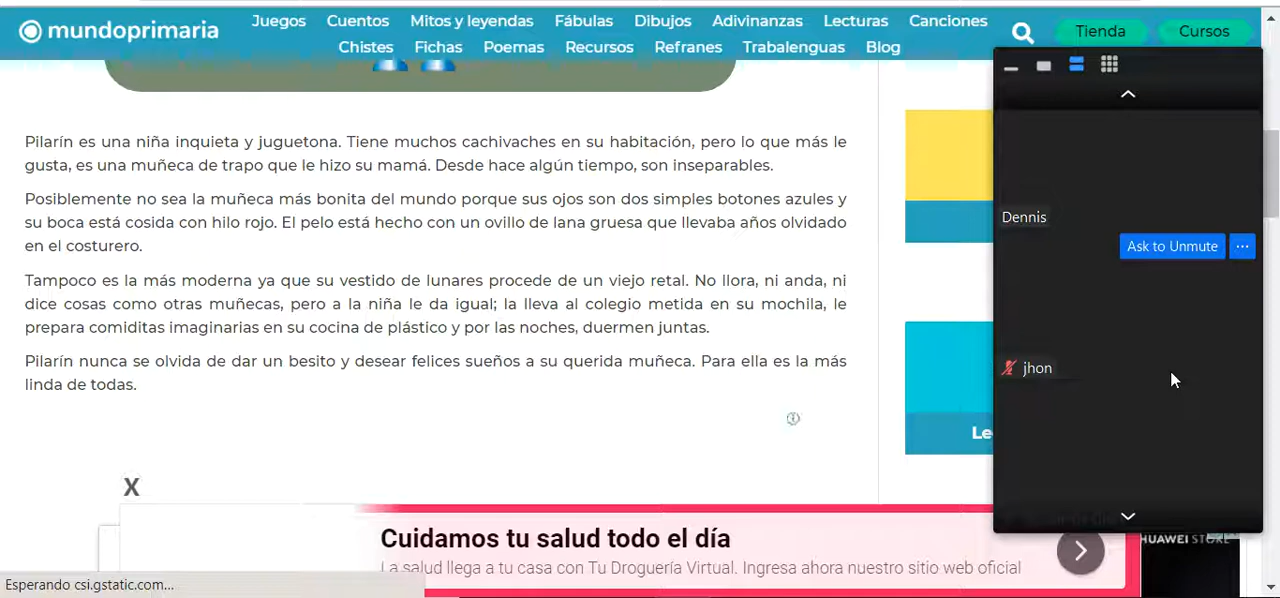 mundoprimaria
Juegos Cuentos Mitos y leyendas Fábulas Dibujos Adivinanzas Lecturas Canciones
Chistes Fichas Poemas Recursos Refranes Trabalenguas Blog
Tienda Cursos
Pilarín es una niña inquieta y juguetona. Tiene muchos cachivaches en su habitación, pero lo que más le
gusta, es una muñeca de trapo que le hizo su mamá. Desde hace algún tiempo, son inseparables.
Posiblemente no sea la muñeca más bonita del mundo porque sus ojos son dos simples botones azules y
su boca está cosida con hilo rojo. El pelo está hecho con un ovillo de lana gruesa que llevaba años olvidado
en el costurero.
Tampoco es la más moderna ya que su vestido de lunares procede de un viejo retal. No llora, ni anda, ni
dice cosas como otras muñecas, pero a la niña le da igual; la lleva al colegio metida en su mochila, le
prepara comiditas imaginarias en su cocina de plástico y por las noches, duermen juntas.
Pilarín nunca se olvida de dar un besito y desear felices sueños a su querida muñeca. Para ella es la más
linda de todas.
Dennis
Ask to Unmute ...
jhon
Le
X
Cuidamos tu salud todo el día
La salud llega a tu casa con Tu Droguería Virtual. Ingresa ahora nuestro sitio web oficial
HUAWEI STORE
Esperando csi.gstatic.com...